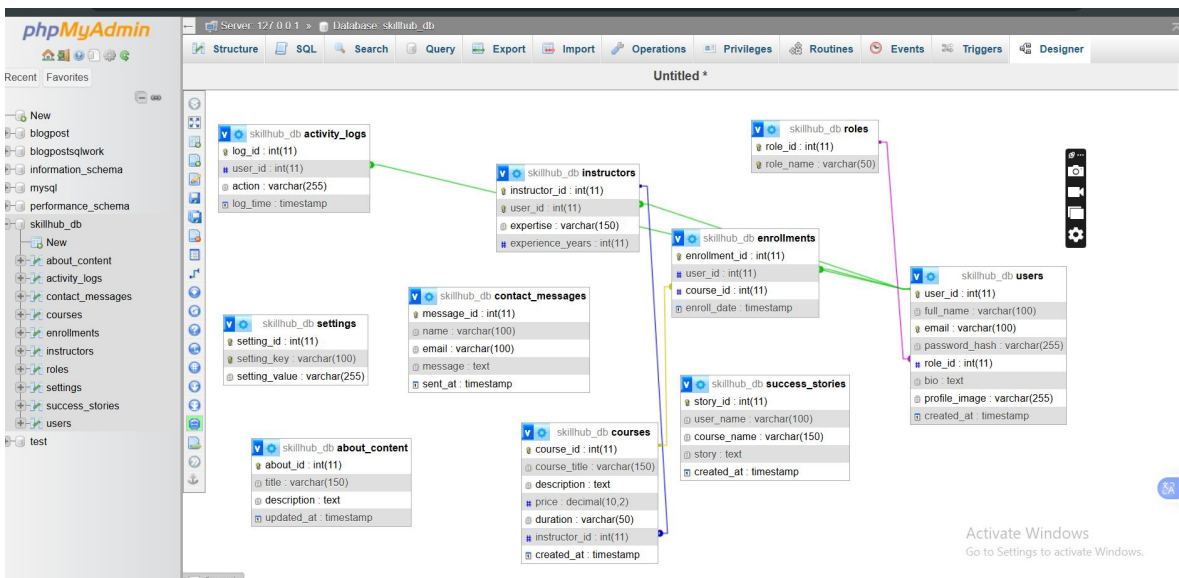 phpMyAdmin
Recent Favorites
New
blogpost
blogpostsqlwork
information_schema
mysql
performance_schema
skillhub_db
New
about_content
activity_logs
contact_messages
courses
enrollments
instructors
roles
settings
success_stories
users
test
Server: 127.0.0.1 » Database: skillhub_db
Structure SQL Search Query Export Import Operations Privileges Routines Events Triggers Designer
Untitled *
skillhub_db activity_logs
log_id : int(11)
user_id : int(11)
action : varchar(255)
log_time : timestamp
skillhub_db instructors
instructor_id : int(11)
user_id : int(11)
expertise : varchar(150)
experience_years : int(11)
skillhub_db roles
role_id : int(11)
role_name : varchar(50)
skillhub_db enrollments
enrollment_id : int(11)
user_id : int(11)
course_id : int(11)
enroll_date : timestamp
skillhub_db users
user_id : int(11)
full_name : varchar(100)
email : varchar(100)
password_hash : varchar(255)
role_id : int(11)
bio : text
profile_image : varchar(255)
created_at : timestamp
skillhub_db contact_messages
message_id : int(11)
name : varchar(100)
email : varchar(100)
message : text
sent_at : timestamp
skillhub_db settings
setting_id : int(11)
setting_key : varchar(100)
setting_value : varchar(255)
skillhub_db success_stories
story_id : int(11)
user_name : varchar(100)
course_name : varchar(150)
story : text
created_at : timestamp
skillhub_db about_content
about_id : int(11)
title : varchar(150)
description : text
updated_at : timestamp
skillhub_db courses
course_id : int(11)
course_title : varchar(150)
description : text
price : decimal(10,2)
duration : varchar(50)
instructor_id : int(11)
created_at : timestamp
Activate Windows
Go to Settings to activate Windows.